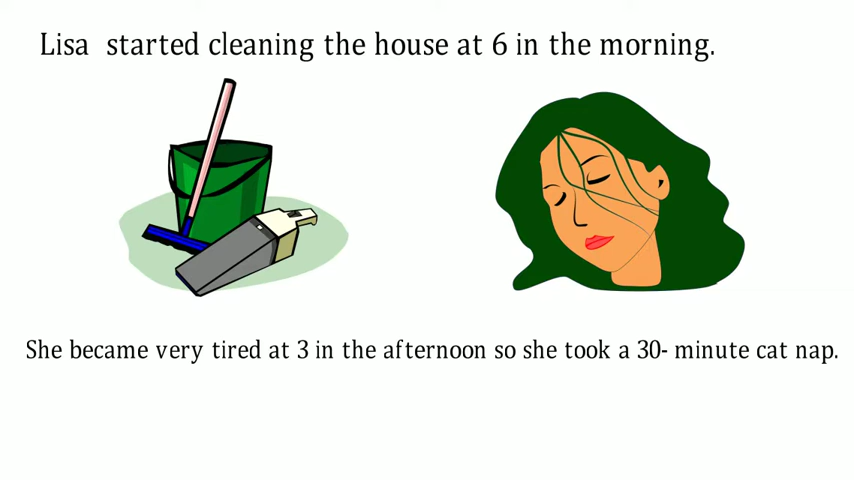 Lisa started cleaning the house at 6 in the morning.
She became very tired at 3 in the afternoon so she took a 30- minute cat nap.